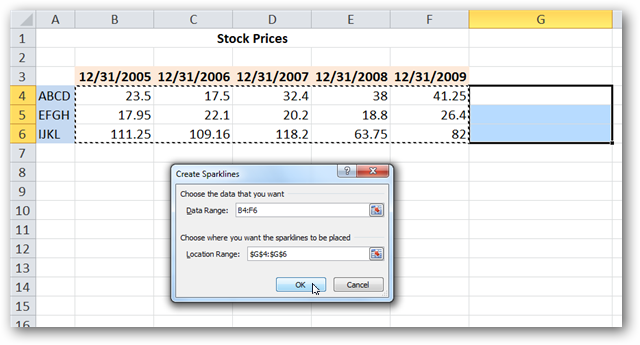 A B C D E F G
1 Stock Prices
2
3 12/31/2005 12/31/2006 12/31/2007 12/31/2008 12/31/2009
4 ABCD 23.5 17.5 32.4 38 41.25
5 EFGH 17.95 22.1 20.2 18.8 26.4
6 IJKL 111.25 109.16 118.2 63.75 82
7
8
Create Sparklines ?
9
Choose the data that you want
10
Data Range: B4:F6
11
Choose where you want the sparklines to be placed
12
Location Range: $G$4:$G$6
13
14
OK Cancel
15
16